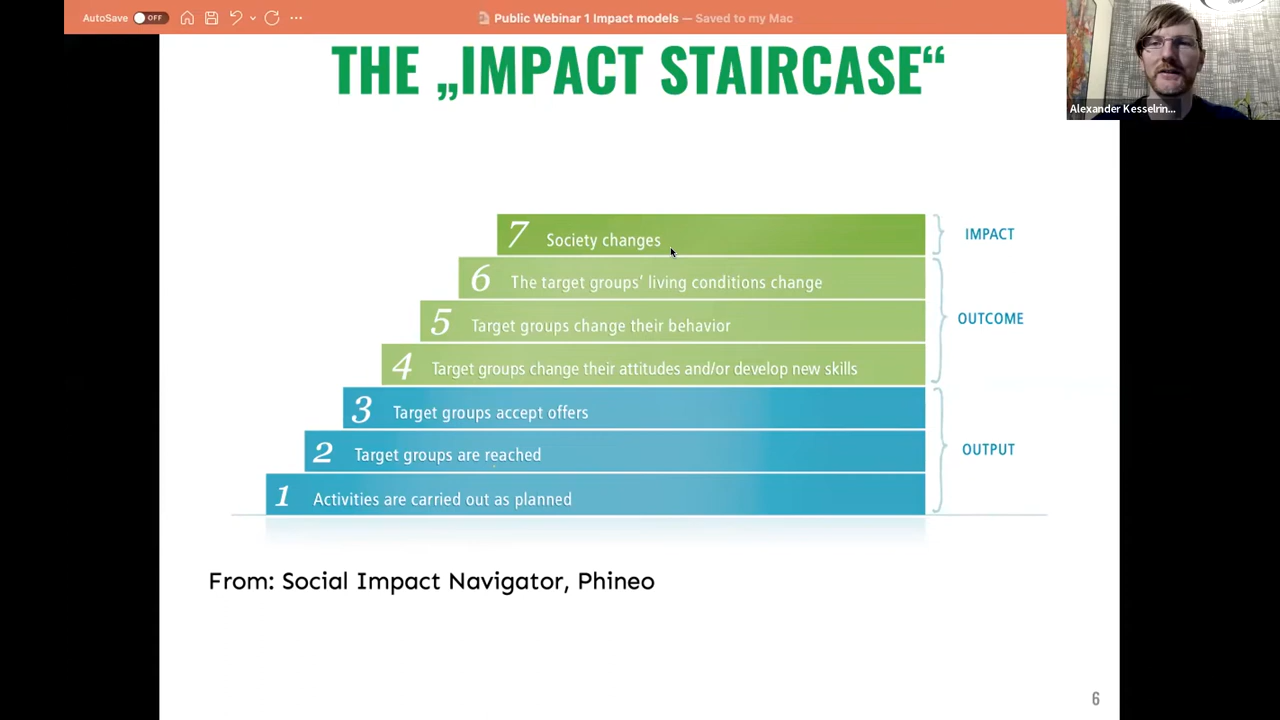 AutoSave OFF
Public Webinar 1 Impact models — Saved to my Mac
Alexander Kesselrin...
THE „IMPACT STAIRCASE“
7 Society changes
IMPACT
6 The target groups’ living conditions change
5 Target groups change their behavior
OUTCOME
4 Target groups change their attitudes and/or develop new skills
3 Target groups accept offers
2 Target groups are reached
OUTPUT
1 Activities are carried out as planned
From: Social Impact Navigator, Phineo
6